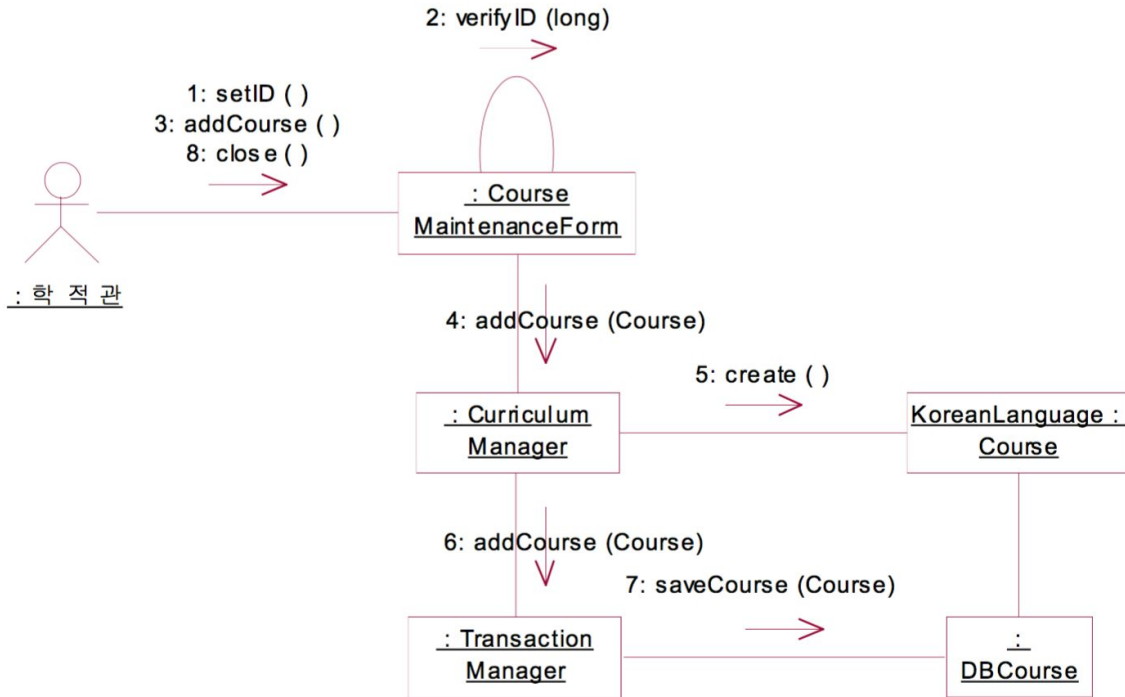 2: verifyID (long)
1: setID ( )
3: addCourse ( )
8: close ( )
: Course
MaintenanceForm
: 학 적 관
4: addCourse (Course)
5: create ( )
: Curriculum
Manager
KoreanLanguage :
Course
6: addCourse (Course)
7: saveCourse (Course)
: Transaction
Manager
:
DBCourse